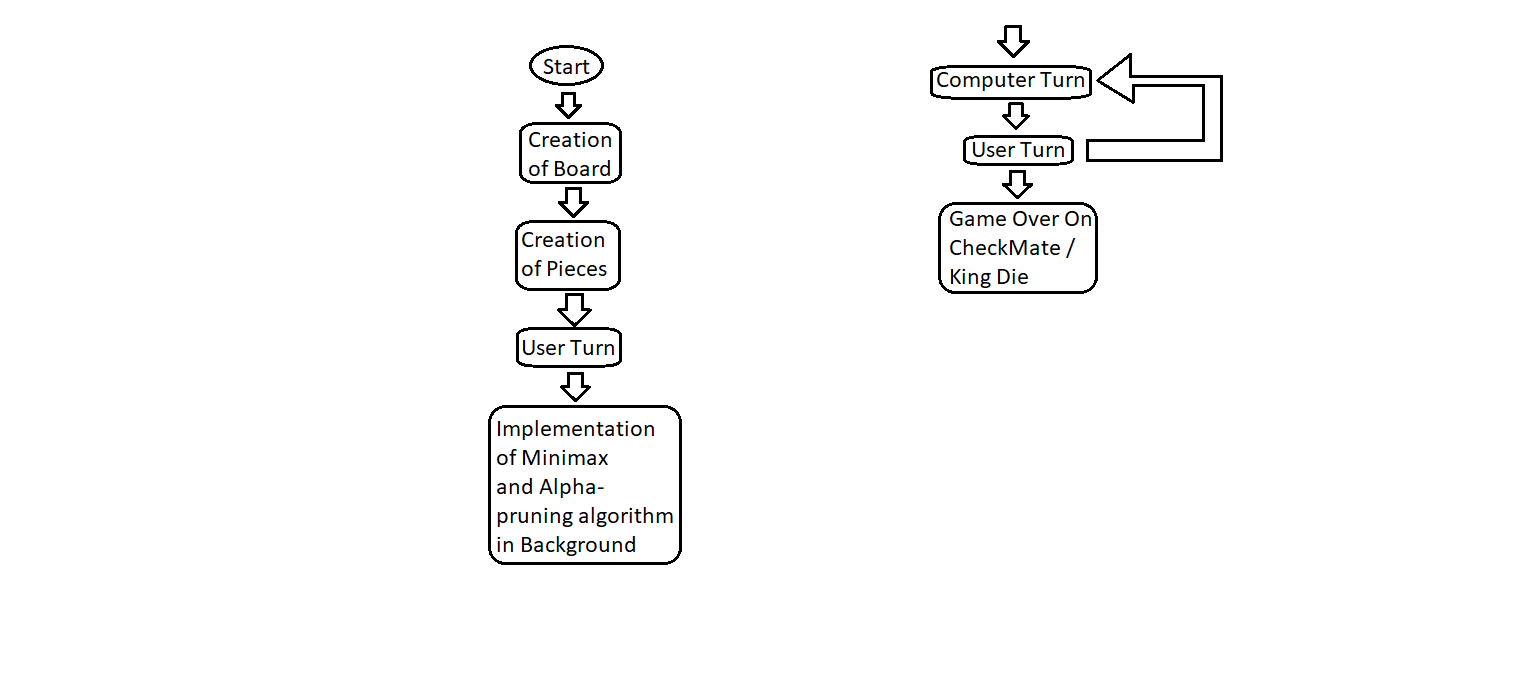 Start
Creation
of Board
Creation
of Pieces
User Turn
Implementation
of Minimax
and Alpha-
pruning algorithm
in Background
Computer Turn
User Turn
Game Over On
CheckMate /
King Die